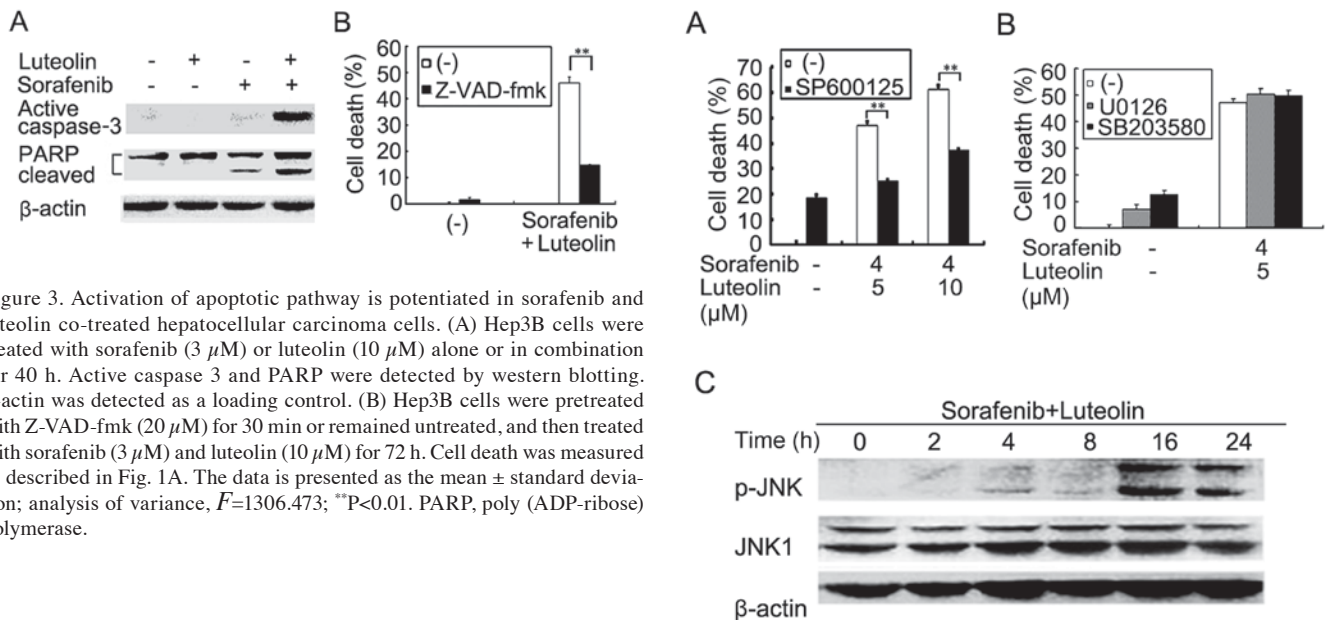 A
Luteolin - + - +
Sorafenib - - + +
Active
caspase-3
PARP
cleaved
β-actin
B
Cell death (%)
60
50
40
30
20
10
0
(-)
Z-VAD-fmk
**
(-)
Sorafenib
+ Luteolin
gure 3. Activation of apoptotic pathway is potentiated in sorafenib and
teolin co-treated hepatocellular carcinoma cells. (A) Hep3B cells were
eated with sorafenib (3 μM) or luteolin (10 μM) alone or in combination
r 40 h. Active caspase 3 and PARP were detected by western blotting.
actin was detected as a loading control. (B) Hep3B cells were pretreated
ith Z-VAD-fmk (20 μM) for 30 min or remained untreated, and then treated
ith sorafenib (3 μM) and luteolin (10 μM) for 72 h. Cell death was measured
described in Fig. 1A. The data is presented as the mean ± standard devia-
on; analysis of variance, F=1306.473; **P<0.01. PARP, poly (ADP-ribose)
olymerase.
A
Cell death (%)
70
60
50
40
30
20
10
0
(-)
SP600125
**
**
Sorafenib - 4 4
Luteolin - 5 10
(μM)
B
Cell death (%)
60
50
40
30
20
10
0
(-)
U0126
SB203580
Sorafenib - 4
Luteolin - 5
(μM)
C
Sorafenib+Luteolin
Time (h) 0 2 4 8 16 24
p-JNK
JNK1
β-actin